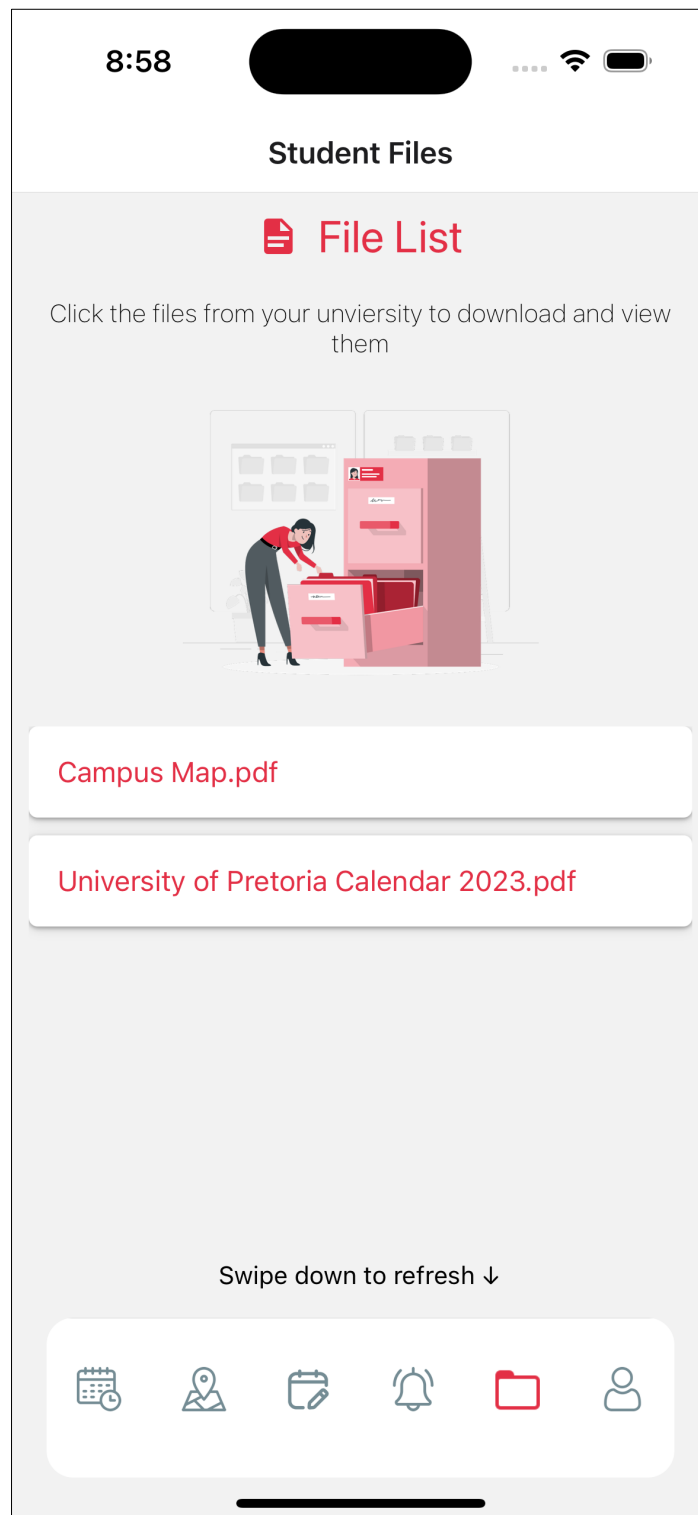 8:58
Student Files
File List
Click the files from your unviersity to download and view
them
Campus Map.pdf
University of Pretoria Calendar 2023.pdf
Swipe down to refresh ↓